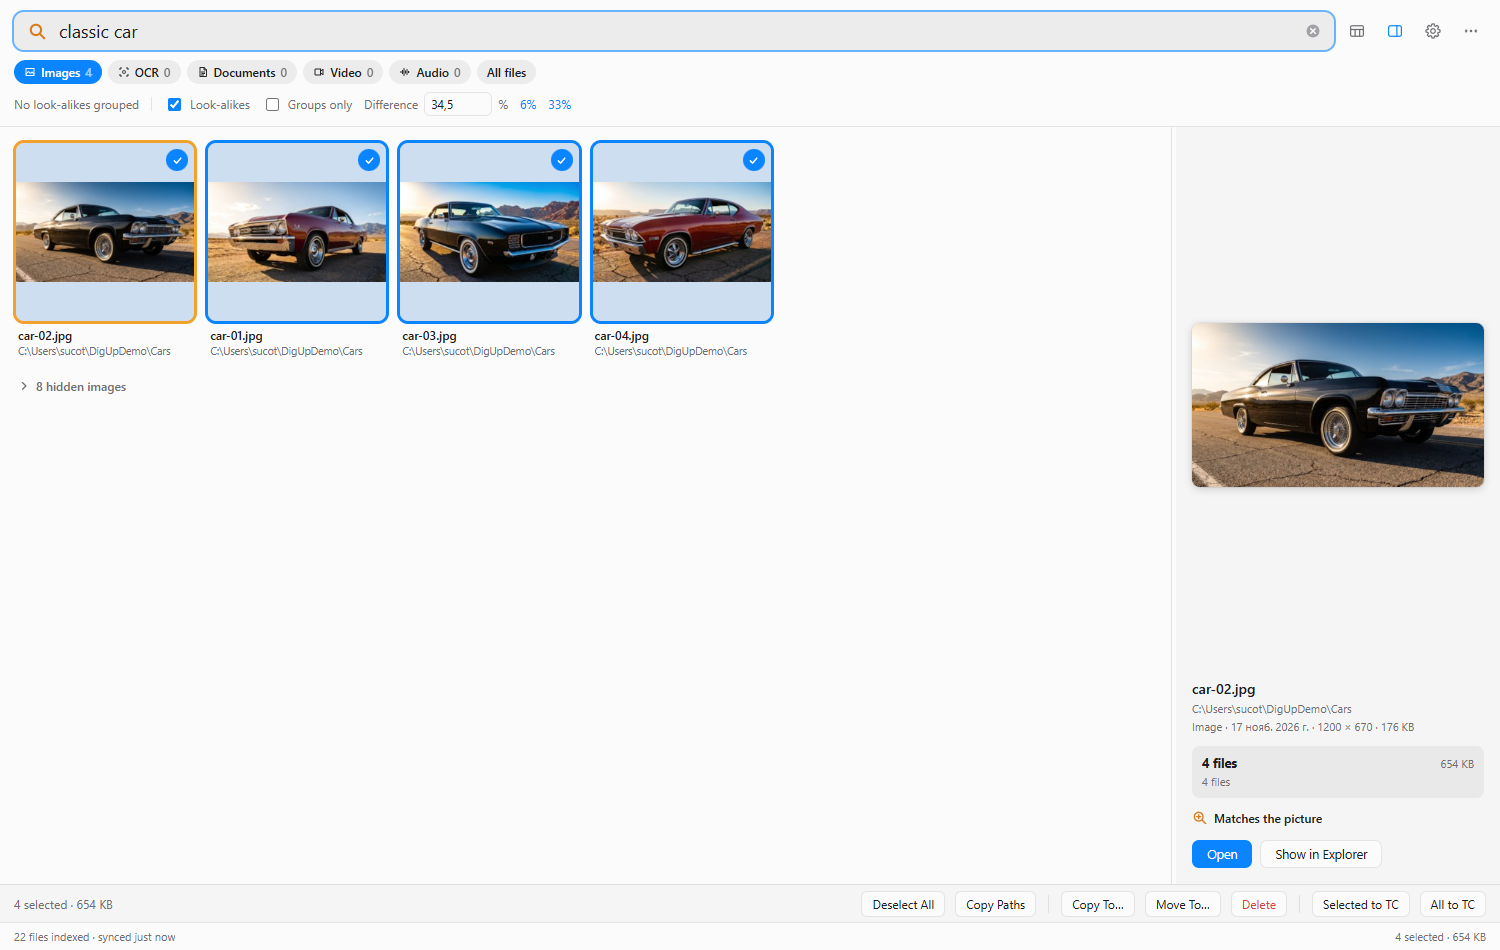 classic car
Images 4 OCR 0 Documents 0 Video 0 Audio 0 All files
No look-alikes grouped Look-alikes Groups only Difference 34,5 % 6% 33%
car-02.jpg car-01.jpg car-03.jpg car-04.jpg
C:\Users\sucot\DigUpDemo\Cars C:\Users\sucot\DigUpDemo\Cars C:\Users\sucot\DigUpDemo\Cars C:\Users\sucot\DigUpDemo\Cars
8 hidden images
car-02.jpg
C:\Users\sucot\DigUpDemo\Cars
Image · 17 нояб. 2026 г. · 1200 × 670 · 176 KB
4 files 654 KB
4 files
Matches the picture
Open Show in Explorer
4 selected · 654 KB Deselect All Copy Paths Copy To... Move To... Delete Selected to TC All to TC
22 files indexed · synced just now 4 selected · 654 KB